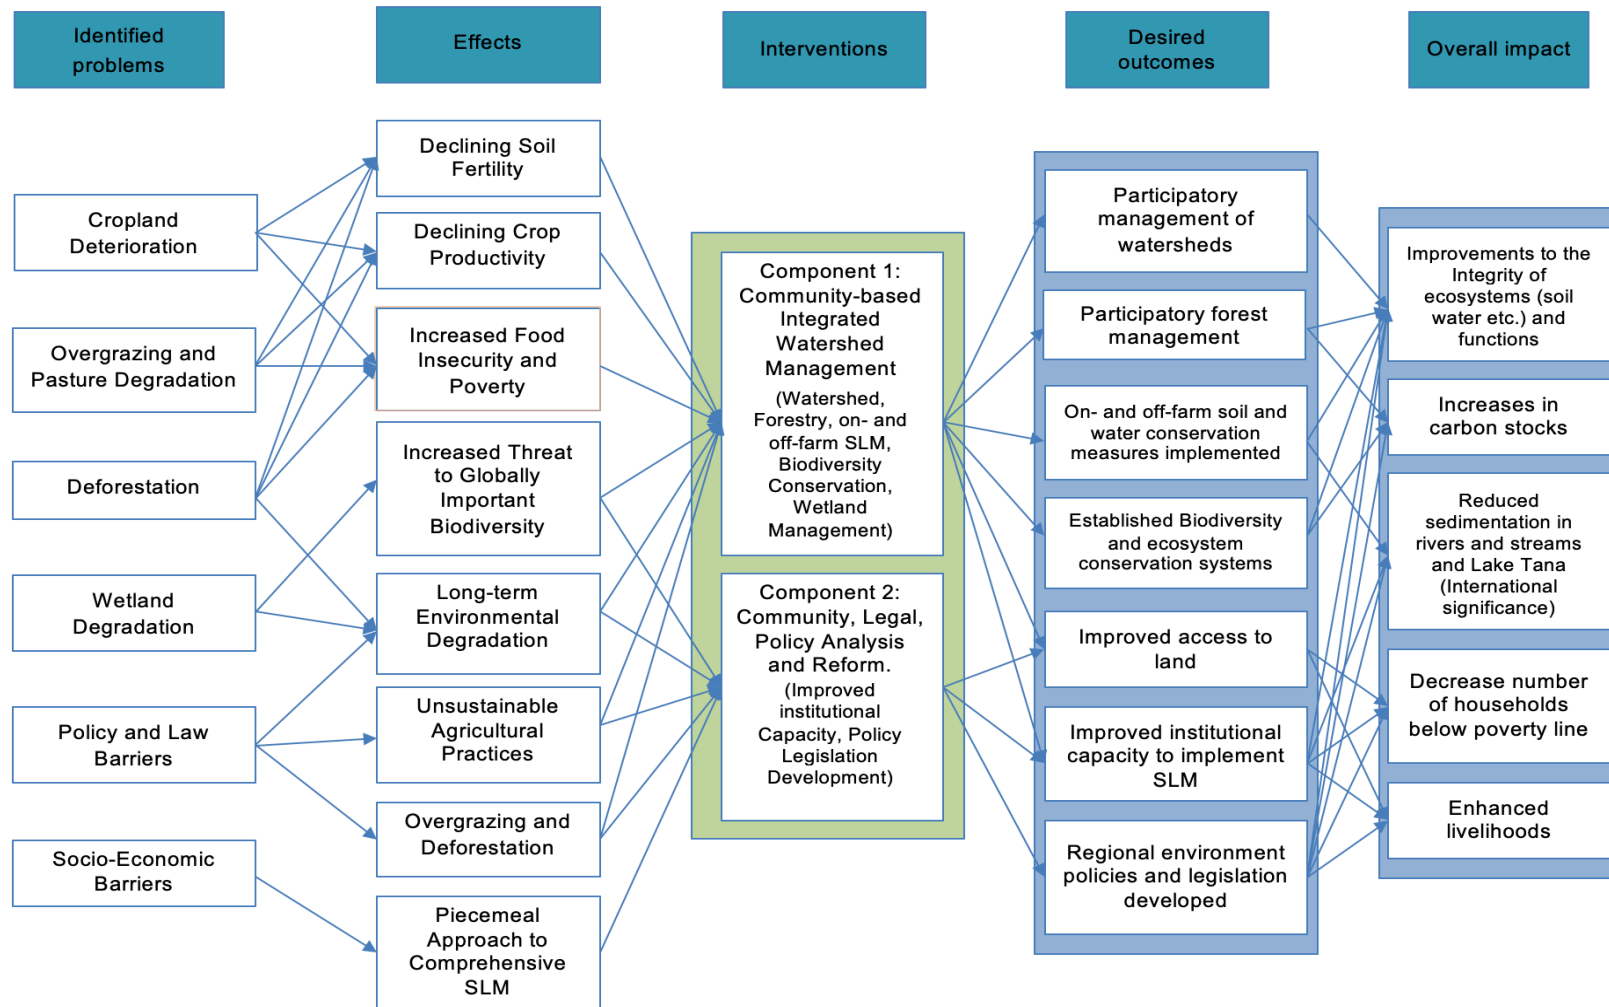 Identified
problems
Effects
Interventions
Desired
outcomes
Overall impact
Cropland
Deterioration
Overgrazing and
Pasture Degradation
Deforestation
Wetland
Degradation
Policy and Law
Barriers
Socio-Economic
Barriers
Declining Soil
Fertility
Declining Crop
Productivity
Increased Food
Insecurity and
Poverty
Increased Threat
to Globally
Important
Biodiversity
Long-term
Environmental
Degradation
Unsustainable
Agricultural
Practices
Overgrazing and
Deforestation
Piecemeal
Approach to
Comprehensive
SLM
Component 1:
Community-based
Integrated
Watershed
Management
(Watershed,
Forestry, on- and
off-farm SLM,
Biodiversity
Conservation,
Wetland
Management)
Component 2:
Community, Legal,
Policy Analysis
and Reform.
(Improved
institutional
Capacity, Policy
Legislation
Development)
Participatory
management of
watersheds
Participatory forest
management
On- and off-farm soil and
water conservation
measures implemented
Established Biodiversity
and ecosystem
conservation systems
Improved access to
land
Improved institutional
capacity to implement
SLM
Regional environment
policies and legislation
developed
Improvements to the
Integrity of
ecosystems (soil
water etc.) and
functions
Increases in
carbon stocks
Reduced
sedimentation in
rivers and streams
and Lake Tana
(International
significance)
Decrease number
of households
below poverty line
Enhanced
livelihoods